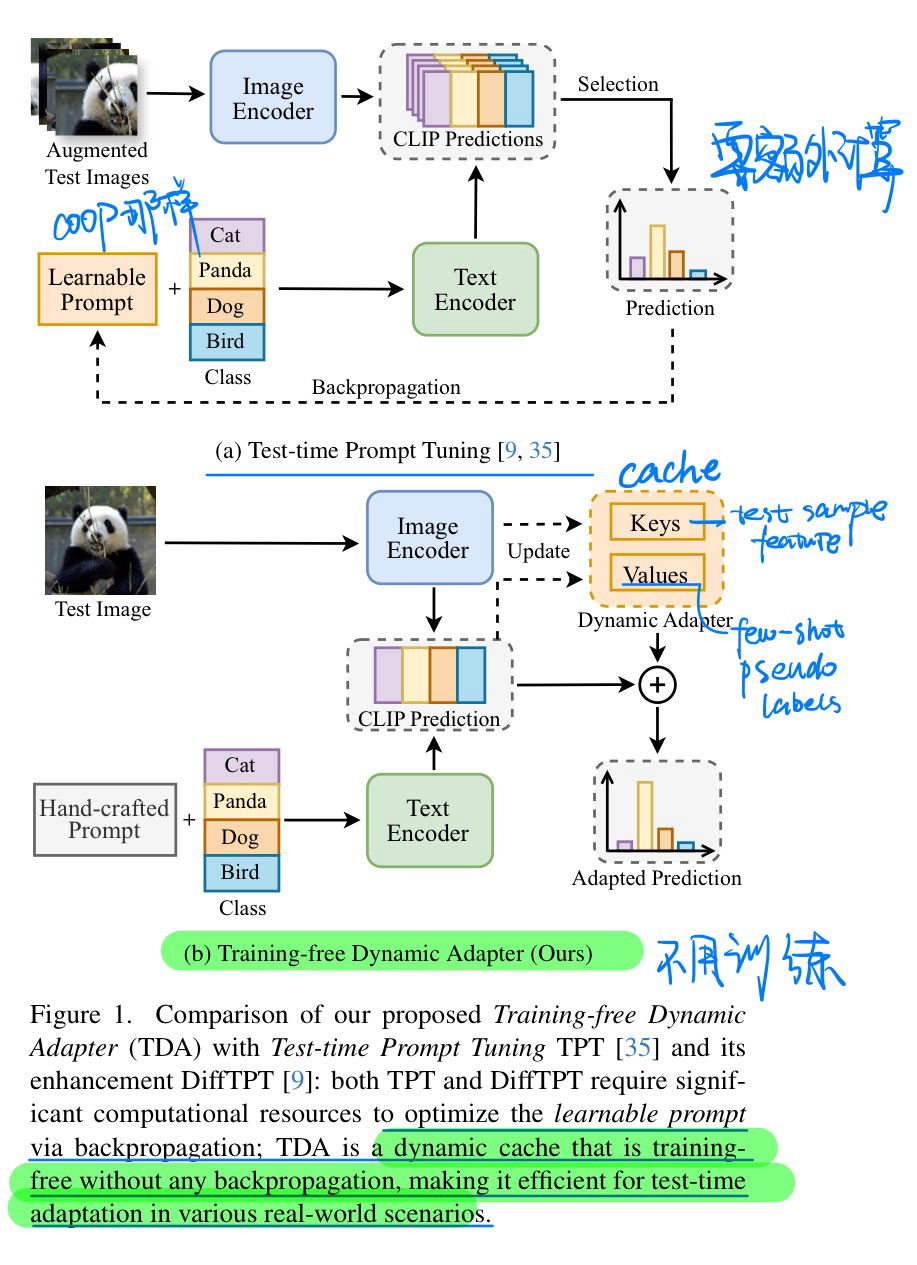 Image
Encoder
CLIP Predictions
Selection
Augmented
Test Images
COOP那样
Learnable
Prompt
+
Cat
Panda
Dog
Bird
Class
Text
Encoder
Prediction
Backpropagation
(a) Test-time Prompt Tuning [9, 35]
cache
Test Image
Image
Encoder
Update
Keys
Values
Dynamic Adapter
test sample
feature
few-shot
pseudo
labels
CLIP Prediction
+
Hand-crafted
Prompt
+
Cat
Panda
Dog
Bird
Class
Text
Encoder
Adapted Prediction
(b) Training-free Dynamic Adapter (Ours)
不用训练
Figure 1. Comparison of our proposed Training-free Dynamic
Adapter (TDA) with Test-time Prompt Tuning TPT [35] and its
enhancement DiffTPT [9]: both TPT and DiffTPT require signif-
icant computational resources to optimize the learnable prompt
via backpropagation; TDA is a dynamic cache that is training-
free without any backpropagation, making it efficient for test-time
adaptation in various real-world scenarios.